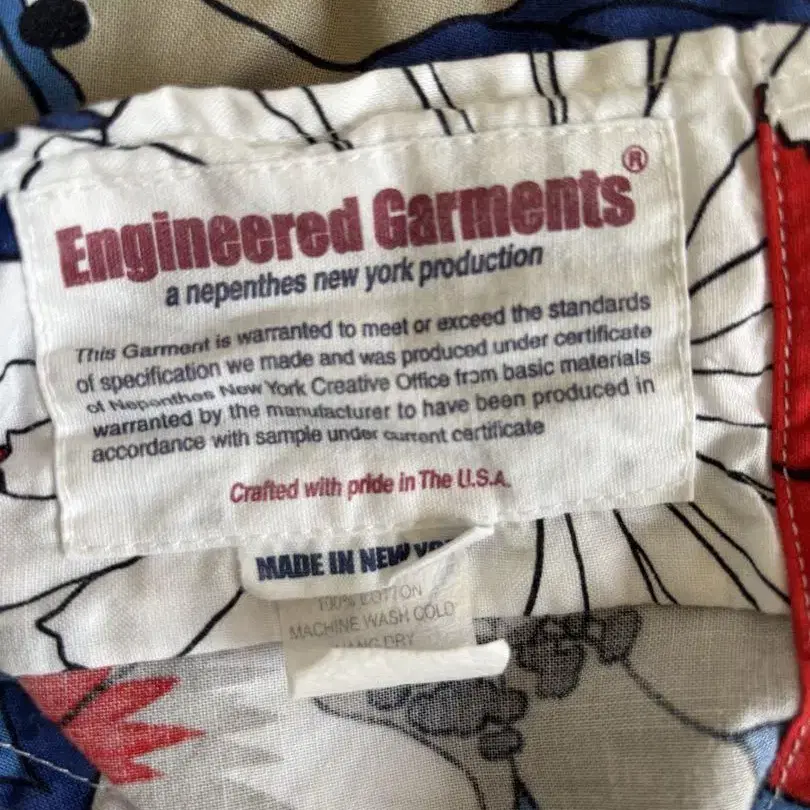 Engineered Garments®
a nepenthes new york production
This Garment is warranted to meet or exceed the standards
of specification we made and was produced under certificate
of Nepenthes New York Creative Office from basic materials
warranted by the manufacturer to have been produced in
accordance with sample under current certificate
Crafted with pride in The U.S.A.
MADE IN NEW
100% COTTON
MACHINE WASH COLD
HANG DRY